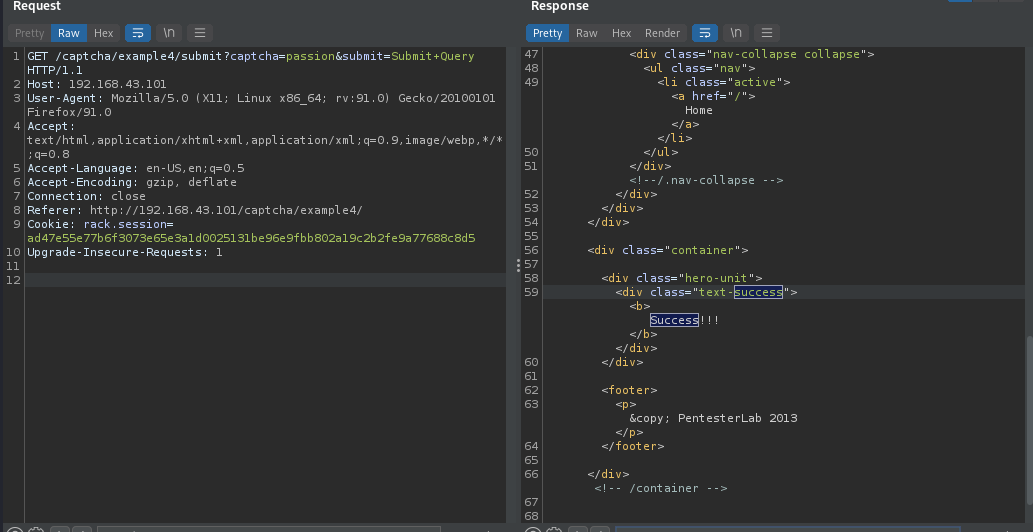 Request
Pretty Raw Hex \n
1 GET /captcha/example4/submit?captcha=passion&submit=Submit+Query
HTTP/1.1
2 Host: 192.168.43.101
3 User-Agent: Mozilla/5.0 (X11; Linux x86_64; rv:91.0) Gecko/20100101
Firefox/91.0
4 Accept:
text/html,application/xhtml+xml,application/xml;q=0.9,image/webp,*/*
;q=0.8
5 Accept-Language: en-US,en;q=0.5
6 Accept-Encoding: gzip, deflate
7 Connection: close
8 Referer: http://192.168.43.101/captcha/example4/
9 Cookie: rack.session=
ad47e55e77b6f3073e65e3a1d0025131be96e9fbb802a19c2b2fe9a77688c8d5
10 Upgrade-Insecure-Requests: 1
11
12
Response
Pretty Raw Hex Render \n
47 <div class="nav-collapse collapse">
48 <ul class="nav">
49 <li class="active">
<a href="/">
Home
</a>
</li>
50 </ul>
51 </div>
<!--/.nav-collapse -->
52 </div>
53 </div>
54 </div>
55
56 <div class="container">
57
58 <div class="hero-unit">
59 <div class="text-success">
<b>
Success!!!
</b>
</div>
60 </div>
61
62 <footer>
63 <p>
&copy; PentesterLab 2013
</p>
64 </footer>
65
66 </div>
<!-- /container -->
67
68